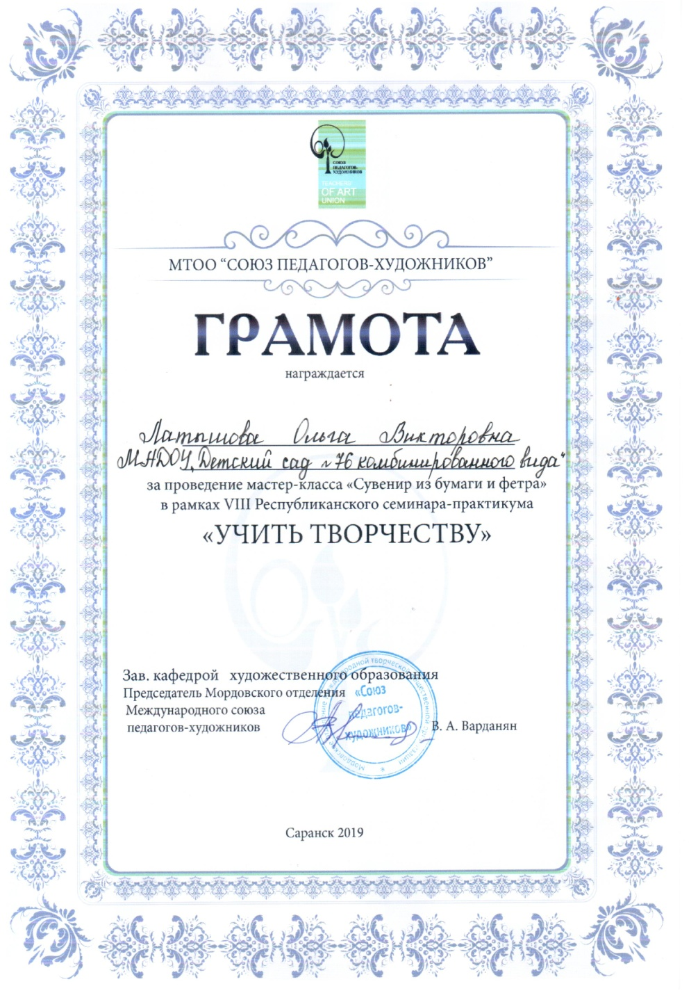 СОЮЗ
ПЕДАГОГОВ-
ХУДОЖНИКОВ
TEACHERS'
OF ART
UNION
МТОО “СОЮЗ ПЕДАГОГОВ-ХУДОЖНИКОВ”
ГРАМОТА
награждается
Латышова Ольга Викторовна
МАДОУ „Детский сад №76 комбинированного вида“
за проведение мастер-класса «Сувенир из бумаги и фетра»
в рамках VIII Республиканского семинара-практикума
«УЧИТЬ ТВОРЧЕСТВУ»
Зав. кафедрой художественного образования
Председатель Мордовского отделения
Международного союза
педагогов-художников
В. А. Варданян
«Союз
педагогов-
художников»
Саранск 2019